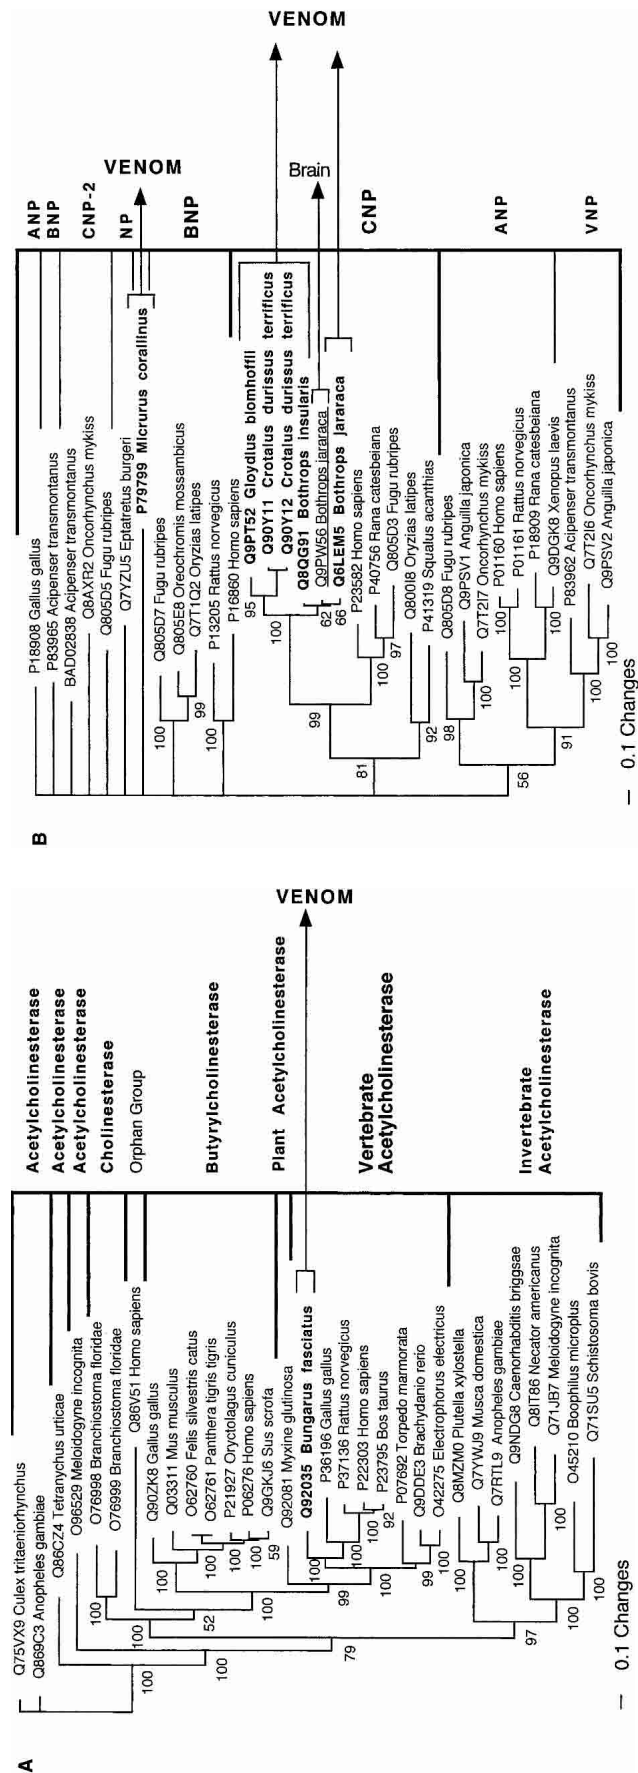 A
Q75VX9 Culex tritaeniorhynchus
Q869C3 Anopheles gambiae
Q86CZ4 Tetranychus urticae
O96529 Meloidogyne incognita
O76998 Branchiostoma floridae
O76999 Branchiostoma floridae
Q86V51 Homo sapiens
Q90ZK8 Gallus gallus
Q03311 Mus musculus
O62760 Felis silvestris catus
O62761 Panthera tigris tigris
P21927 Oryctolagus cuniculus
P06276 Homo sapiens
Q9GKJ6 Sus scrofa
Q92081 Myxine glutinosa
Q92035 Bungarus fasciatus
P36196 Gallus gallus
P37136 Rattus norvegicus
P22303 Homo sapiens
P23795 Bos taurus
P07692 Torpedo marmorata
Q9DDE3 Brachydanio rerio
O42275 Electrophorus electricus
Q8MZM0 Plutella xylostella
Q7YWJ9 Musca domestica
Q7RTL9 Anopheles gambiae
Q9NDG8 Caenorhabditis briggsae
Q8IT86 Necator americanus
Q71JB7 Meloidogyne incognita
O45210 Boophilus microplus
Q71SU5 Schistosoma bovis
100
100
79
100
100
52
100
100
100
100
100
100
59
99
100
100
100
100
92
100
99
100
97
100
100
100
100
100
100
Acetylcholinesterase
Acetylcholinesterase
Acetylcholinesterase
Cholinesterase
Orphan Group
Butyrylcholinesterase
Plant Acetylcholinesterase
VENOM
Vertebrate
Acetylcholinesterase
Invertebrate
Acetylcholinesterase
0.1 Changes
B
P18908 Gallus gallus
P83965 Acipenser transmontanus
BAD02838 Acipenser transmontanus
Q8AXR2 Oncorhynchus mykiss
Q805D5 Fugu rubripes
Q7YZU5 Eptatretus burgeri
P79799 Micrurus corallinus
Q805D7 Fugu rubripes
Q805E8 Oreochromis mossambicus
Q7T1Q2 Oryzias latipes
P13205 Rattus norvegicus
P16860 Homo sapiens
Q9PT52 Gloydius blomhoffii
Q90Y11 Crotalus durissus terrificus
Q90Y12 Crotalus durissus terrificus
Q8QG91 Bothrops insularis
Q9PW56 Bothrops jararaca
Q6LEM5 Bothrops jararaca
P23582 Homo sapiens
P40756 Rana catesbeiana
Q805D3 Fugu rubripes
Q800I8 Oryzias latipes
P41319 Squalus acanthias
Q805D8 Fugu rubripes
Q9PSV1 Anguilla japonica
Q7T2I7 Oncorhynchus mykiss
P01160 Homo sapiens
P01161 Rattus norvegicus
P18909 Rana catesbeiana
Q9DGK8 Xenopus laevis
P83962 Acipenser transmontanus
Q7T2I6 Oncorhynchus mykiss
Q9PSV2 Anguilla japonica
100
99
100
95
100
62
66
99
100
97
81
92
98
100
56
100
100
100
91
100
100
ANP
BNP
CNP-2
NP
VENOM
BNP
VENOM
Brain
CNP
ANP
VNP
0.1 Changes